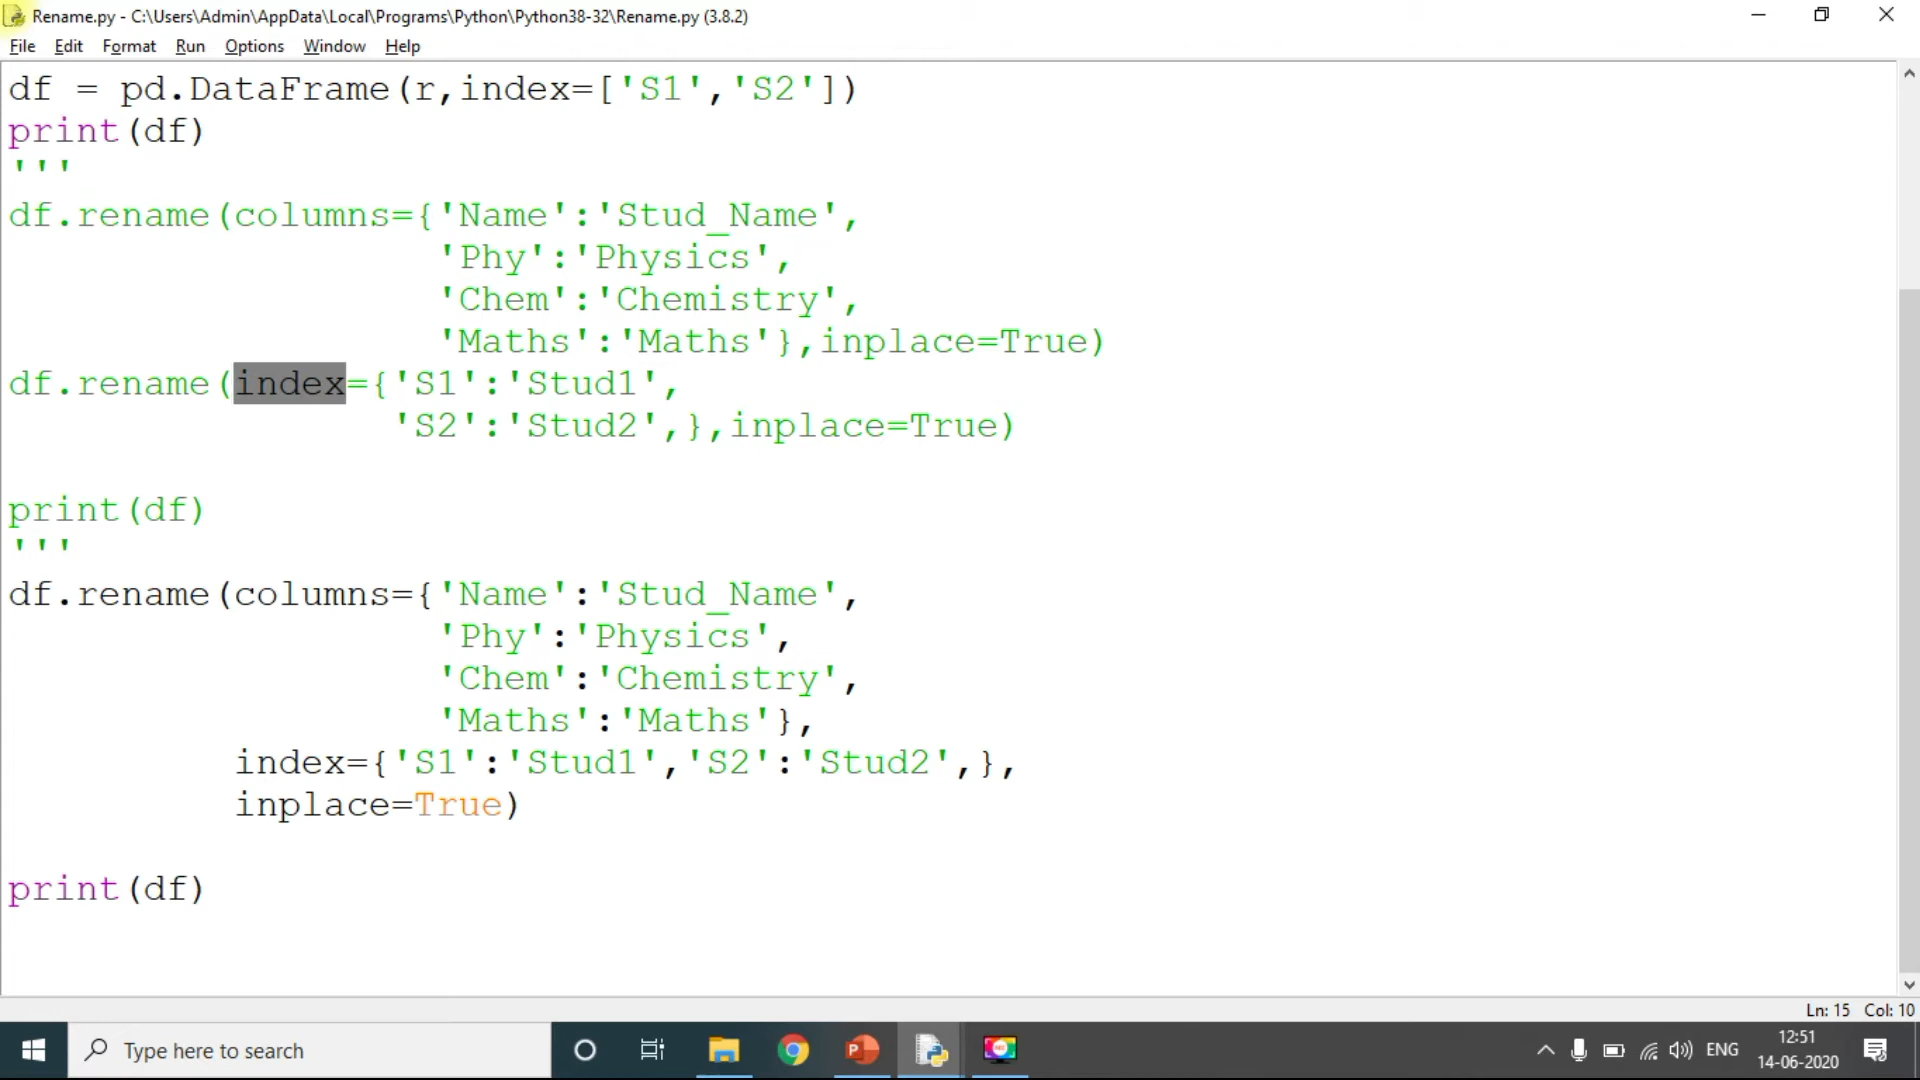 Rename.py - C:\Users\Admin\AppData\Local\Programs\Python\Python38-32\Rename.py (3.8.2)
File Edit Format Run Options Window Help
df = pd.DataFrame(r,index=['S1','S2'])
print(df)
'''
df.rename(columns={'Name':'Stud_Name',
'Phy':'Physics',
'Chem':'Chemistry',
'Maths':'Maths'},inplace=True)
df.rename(index={'S1':'Stud1',
'S2':'Stud2',},inplace=True)
print(df)
'''
df.rename(columns={'Name':'Stud_Name',
'Phy':'Physics',
'Chem':'Chemistry',
'Maths':'Maths'},
index={'S1':'Stud1','S2':'Stud2',},
inplace=True)
print(df)
Ln: 15 Col: 10
Type here to search
ENG
12:51
14-06-2020